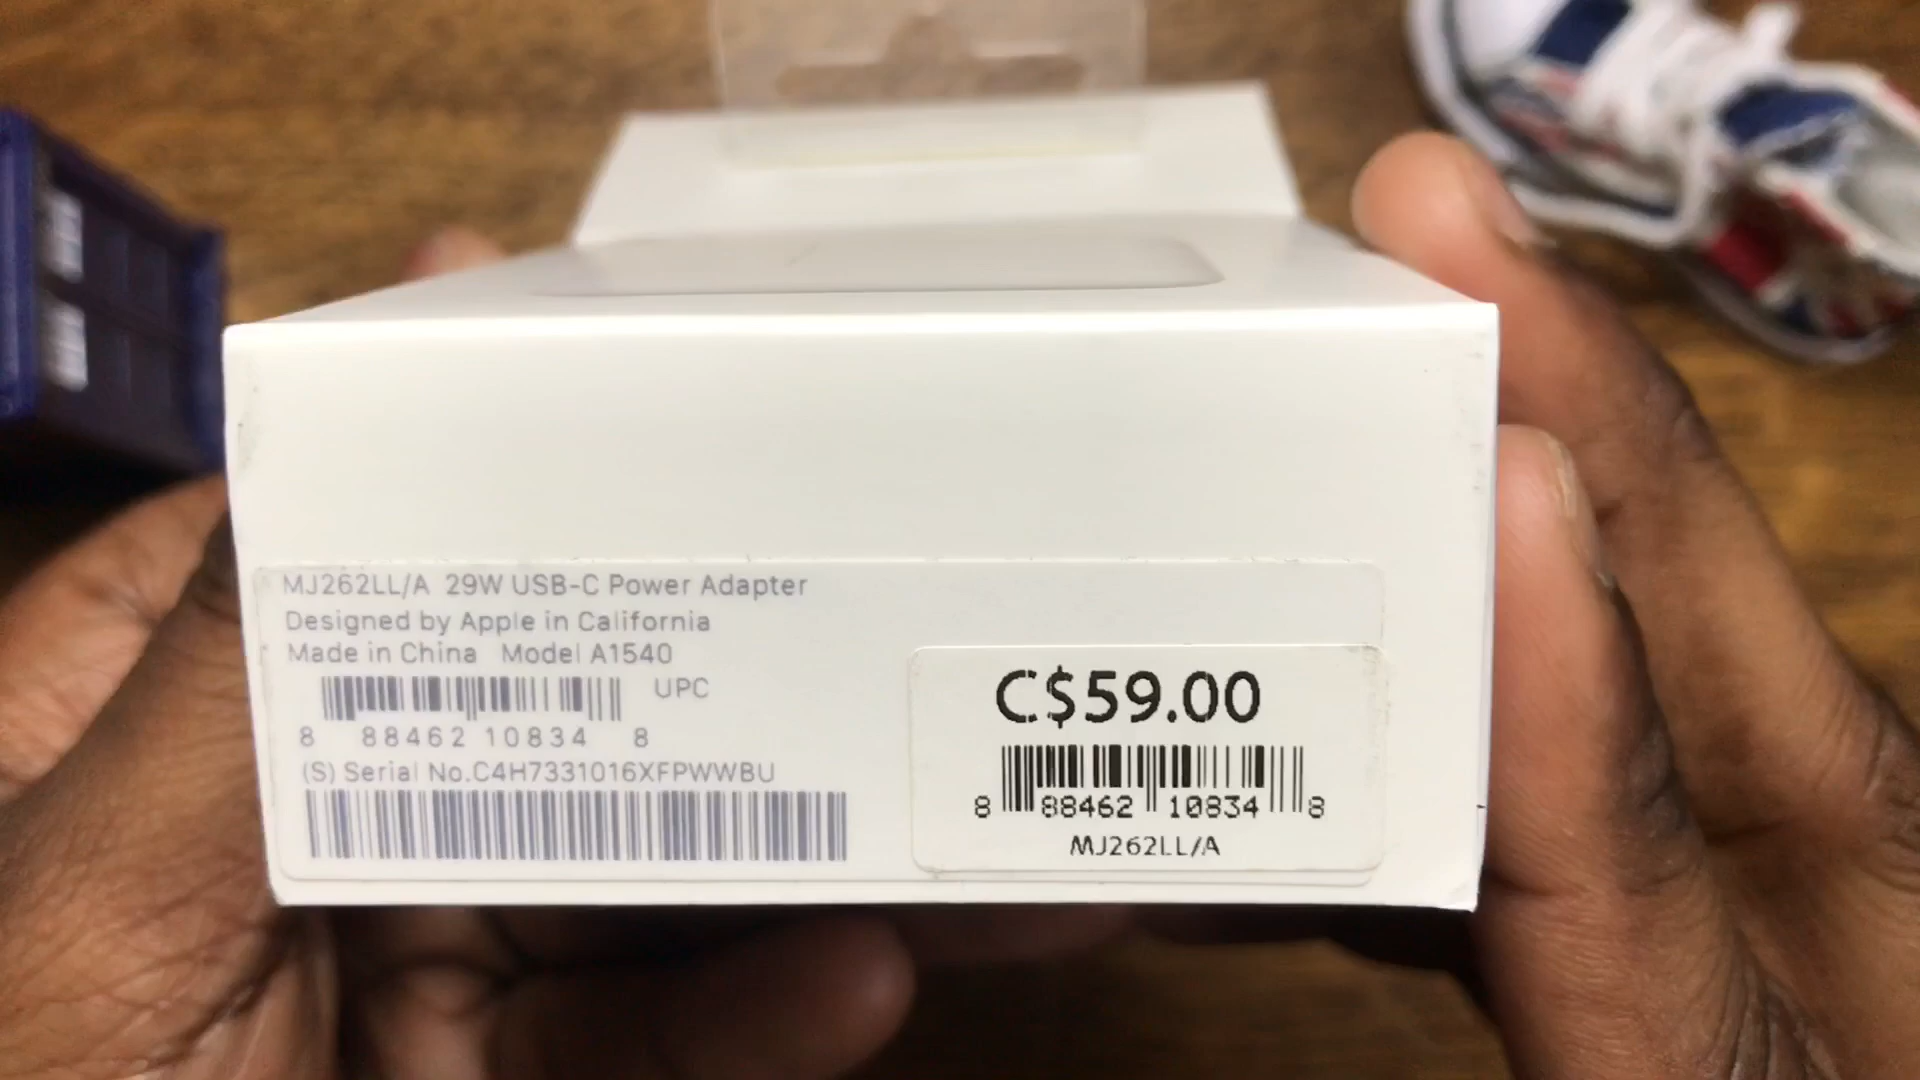 MJ262LL/A 29W USB-C Power Adapter
Designed by Apple in California
Made in China Model A1540
UPC
8 88462 10834 8
(S) Serial No.C4H7331016XFPWWBU
C$59.00
8 88462 10834 8
MJ262LL/A